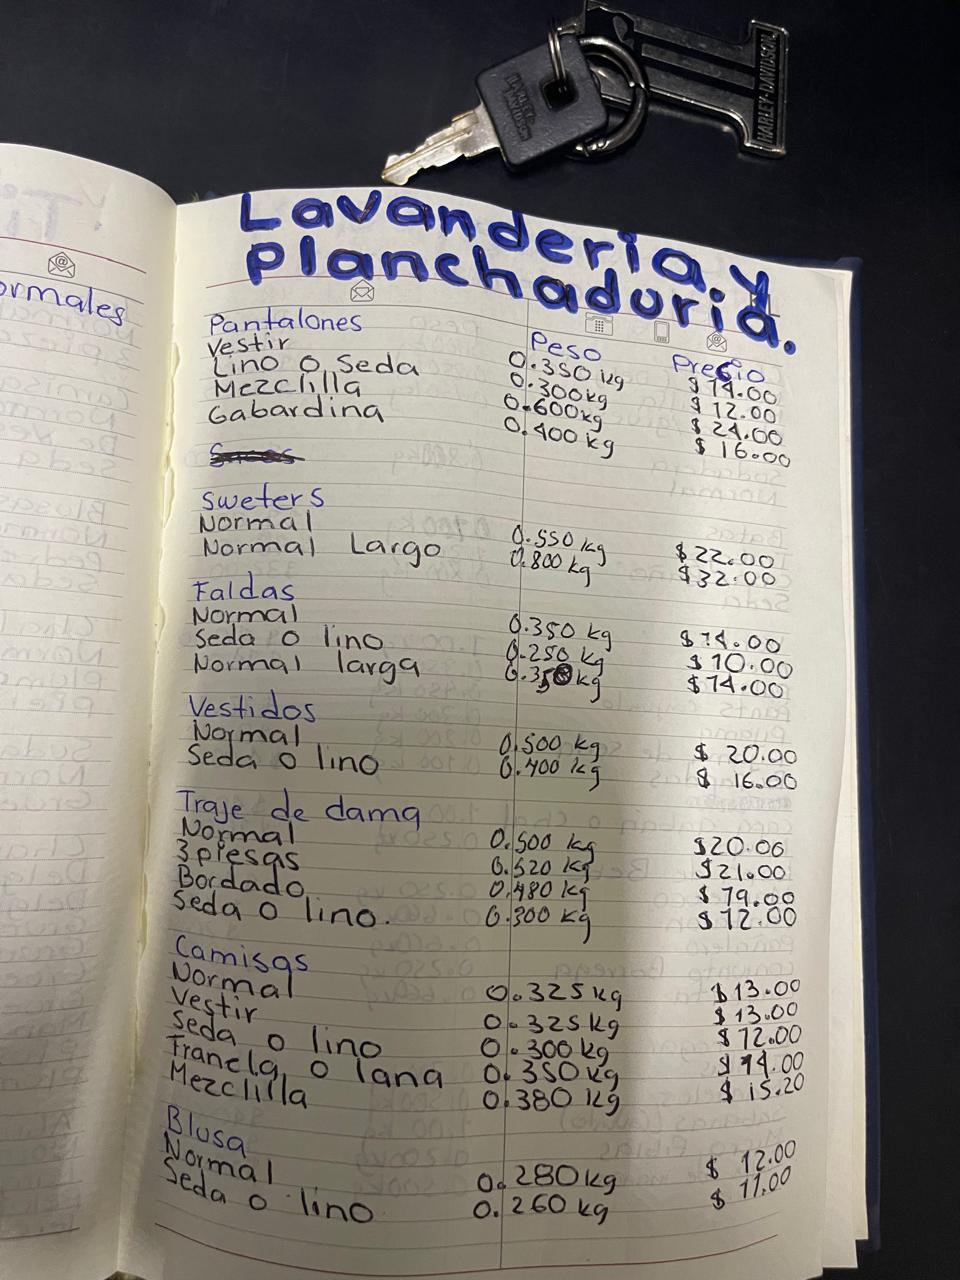 HARLEY-DAVIDSON
ormales
Lavanderia y
planchaduria.
Pantalones Peso Precio
Vestir 0.350 kg $ 14.00
Lino o seda 0.300 kg $ 12.00
Mezclilla 0.600 kg $ 24.00
Gabardina 0.400 kg $ 16.00
Sweters
Normal 0.550 kg $ 22.00
Normal Largo 0.800 kg $ 32.00
Faldas
Normal 0.350 kg $ 14.00
Seda o lino 0.250 kg $ 10.00
Normal larga 0.350 kg $ 14.00
Vestidos
Normal 0.500 kg $ 20.00
Seda o lino 0.400 kg $ 16.00
Traje de dama
Normal 0.500 kg $20.00
3 piesas 0.520 kg $21.00
Bordado 0.480 kg $ 19.00
Seda o lino. 0.300 kg $12.00
Camisas
Normal 0.325 kg $13.00
Vestir 0.325 kg $13.00
Seda o lino 0.300 kg $12.00
Franela o lana 0.350 kg $14.00
Mezclilla 0.380 kg $ 15.20
Blusa
Normal 0.280 kg $ 12.00
Seda o lino 0.260 kg $ 11.00